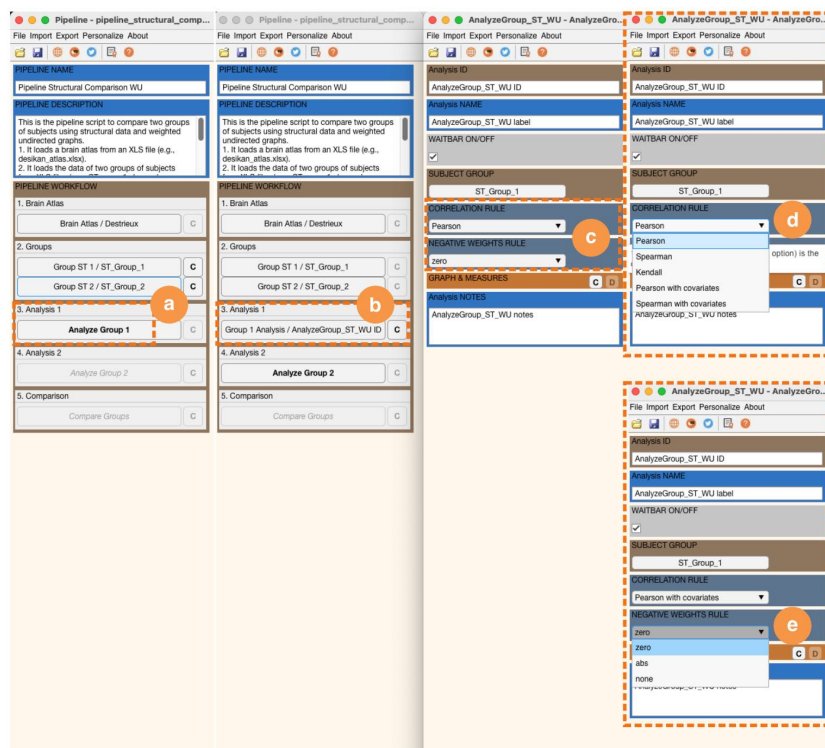 Pipeline - pipeline_structural_comp...
File Import Export Personalize About
PIPELINE NAME
Pipeline Structural Comparison WU
PIPELINE DESCRIPTION
This is the pipeline script to compare two groups
of subjects using structural data and weighted
undirected graphs.
1. It loads a brain atlas from an XLS file (e.g.,
desikan_atlas.xlsx).
2. It loads the data of two groups of subjects
PIPELINE WORKFLOW
1. Brain Atlas
Brain Atlas / Destrieux C
2. Groups
Group ST 1 / ST_Group_1 C
Group ST 2 / ST_Group_2 C
a
3. Analysis 1
Analyze Group 1 C
4. Analysis 2
Analyze Group 2 C
5. Comparison
Compare Groups C
Pipeline - pipeline_structural_comp...
File Import Export Personalize About
PIPELINE NAME
Pipeline Structural Comparison WU
PIPELINE DESCRIPTION
This is the pipeline script to compare two groups
of subjects using structural data and weighted
undirected graphs.
1. It loads a brain atlas from an XLS file (e.g.,
desikan_atlas.xlsx).
2. It loads the data of two groups of subjects
PIPELINE WORKFLOW
1. Brain Atlas
Brain Atlas / Destrieux C
2. Groups
Group ST 1 / ST_Group_1 C
Group ST 2 / ST_Group_2 C
b
3. Analysis 1
Group 1 Analysis / AnalyzeGroup_ST_WU ID C
4. Analysis 2
Analyze Group 2 C
5. Comparison
Compare Groups C
AnalyzeGroup_ST_WU - AnalyzeGro...
File Import Export Personalize About
Analysis ID
AnalyzeGroup_ST_WU ID
Analysis NAME
AnalyzeGroup_ST_WU label
WAITBAR ON/OFF
SUBJECT GROUP
ST_Group_1
CORRELATION RULE
Pearson
c
NEGATIVE WEIGHTS RULE
zero
GRAPH & MEASURES C D
Analysis NOTES
AnalyzeGroup_ST_WU notes
AnalyzeGroup_ST_WU - AnalyzeGro...
File Import Export Personalize About
Analysis ID
AnalyzeGroup_ST_WU ID
Analysis NAME
AnalyzeGroup_ST_WU label
WAITBAR ON/OFF
SUBJECT GROUP
ST_Group_1
CORRELATION RULE
Pearson
d
Pearson
Spearman
option) is the
Kendall
Pearson with covariates
C D
Spearman with covariates
AnalyzeGroup_ST_WU notes
AnalyzeGroup_ST_WU - AnalyzeGro...
File Import Export Personalize About
Analysis ID
AnalyzeGroup_ST_WU ID
Analysis NAME
AnalyzeGroup_ST_WU label
WAITBAR ON/OFF
SUBJECT GROUP
ST_Group_1
CORRELATION RULE
Pearson with covariates
NEGATIVE WEIGHTS RULE
zero
e
zero
C D
abs
none